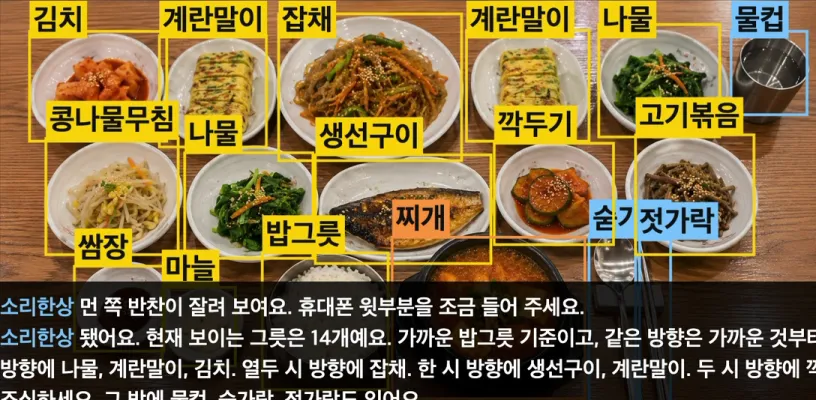 김치
계란말이
잡채
계란말이
나물
물컵
콩나물무침
나물
생선구이
깍두기
고기볶음
찌개
젓가락
밥그릇
쌈장
마늘
소리한상 먼 쪽 반찬이 잘려 보여요. 휴대폰 윗부분을 조금 들어 주세요.
소리한상 됐어요. 현재 보이는 그릇은 14개예요. 가까운 밥그릇 기준이고, 같은 방향은 가까운 것부터
방향에 나물, 계란말이, 김치. 열두 시 방향에 잡채. 한 시 방향에 생선구이, 계란말이. 두 시 방향에